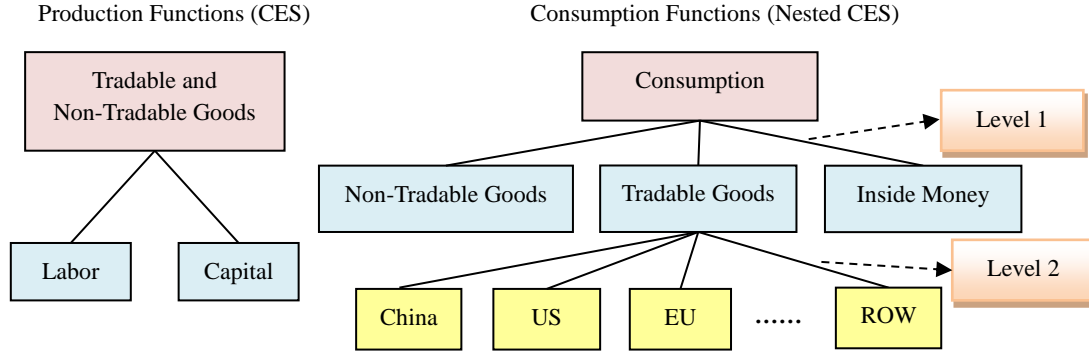 Production Functions (CES)
Consumption Functions (Nested CES)
Tradable and
Non-Tradable Goods
Labor
Capital
Consumption
Level 1
Non-Tradable Goods
Tradable Goods
Inside Money
Level 2
China
US
EU
......
ROW